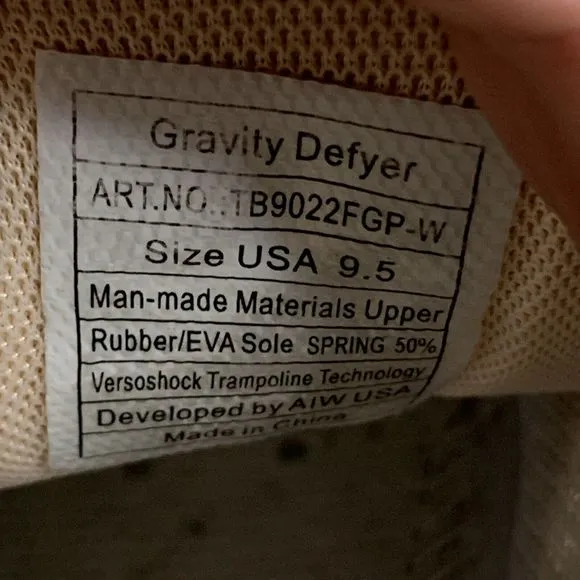 Gravity Defyer
ART.NO.:TB9022FGP-W
Size USA 9.5
Man-made Materials Upper
Rubber/EVA Sole SPRING 50%
Versoshock Trampoline Technology
Developed by AIW USA
Made in China